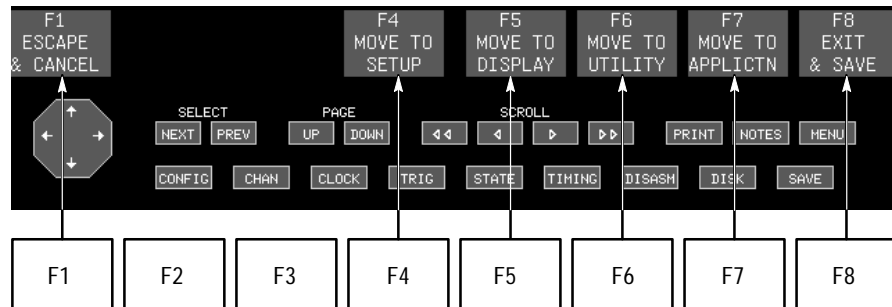 F1 F4 F5 F6 F7 F8
ESCAPE MOVE TO MOVE TO MOVE TO MOVE TO EXIT
& CANCEL SETUP DISPLAY UTILITY APPLICTN & SAVE
SELECT PAGE SCROLL
NEXT PREV UP DOWN PRINT NOTES MENU
CONFIG CHAN CLOCK TRIG STATE TIMING DISASM DISK SAVE
F1 F2 F3 F4 F5 F6 F7 F8